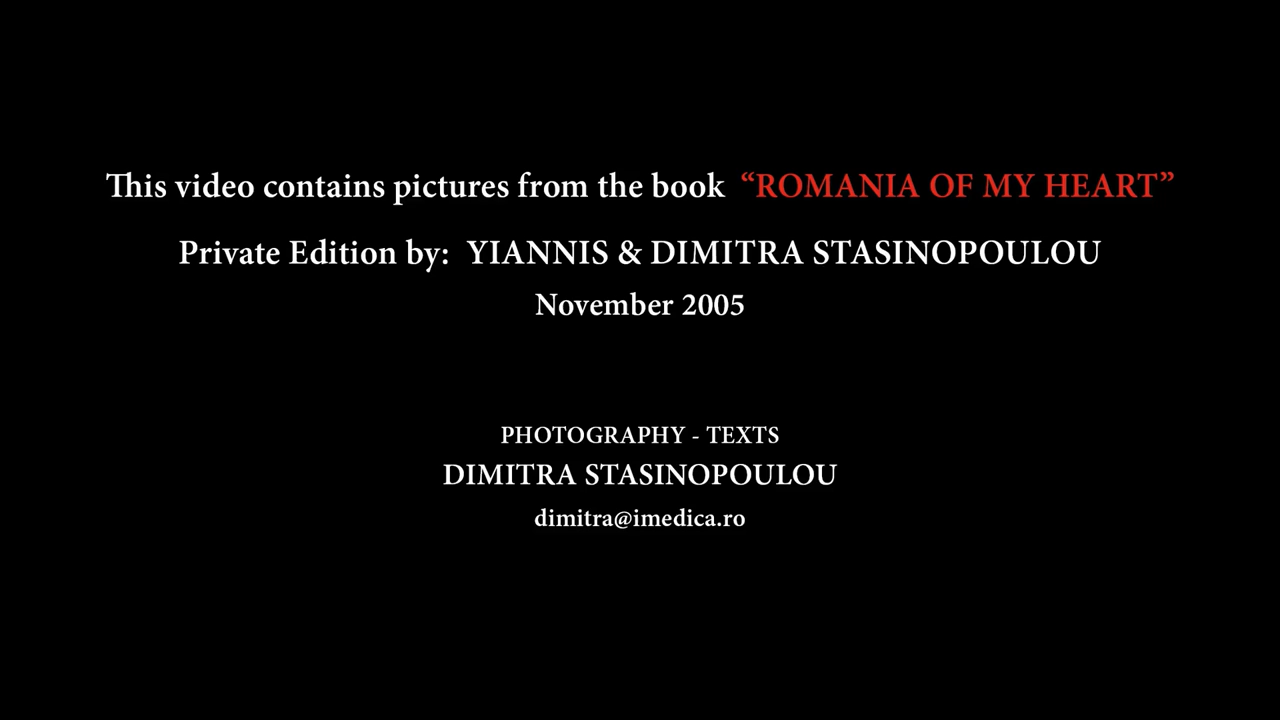 This video contains pictures from the book “ROMANIA OF MY HEART”
Private Edition by: YIANNIS & DIMITRA STASINOPOULOU
November 2005
PHOTOGRAPHY - TEXTS
DIMITRA STASINOPOULOU
dimitra@imedica.ro